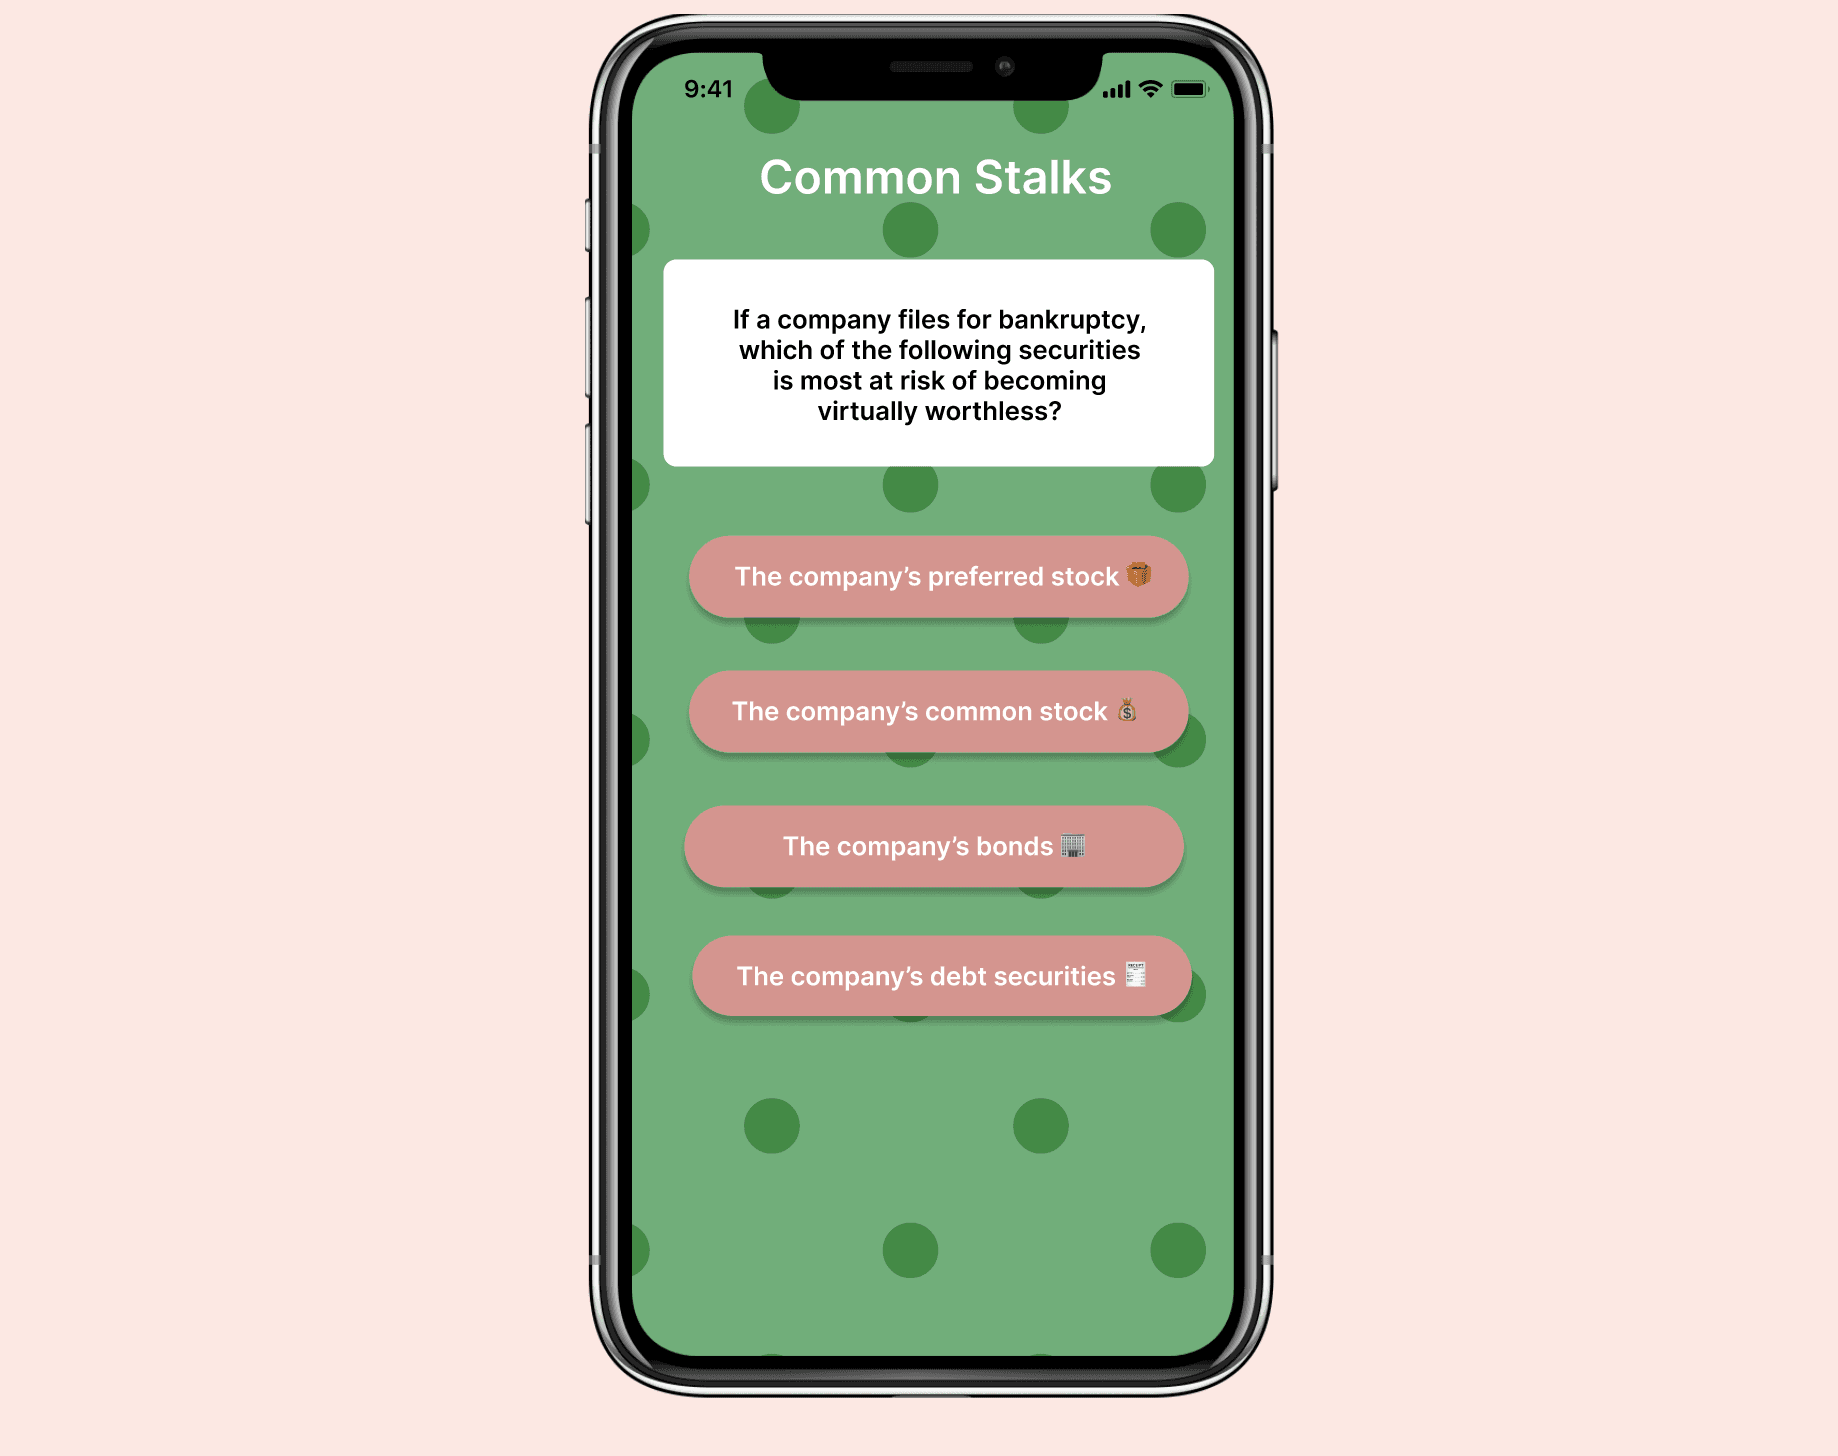 9:41
Common Stalks
If a company files for bankruptcy,
which of the following securities
is most at risk of becoming
virtually worthless?
The company’s preferred stock 📦
The company’s common stock 💰
The company’s bonds 🏢
The company’s debt securities 🧾